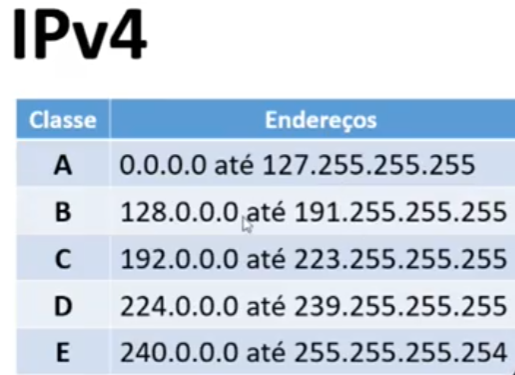 IPv4
Classe Endereços
A 0.0.0.0 até 127.255.255.255
B 128.0.0.0 até 191.255.255.255
C 192.0.0.0 até 223.255.255.255
D 224.0.0.0 até 239.255.255.255
E 240.0.0.0 até 255.255.255.254